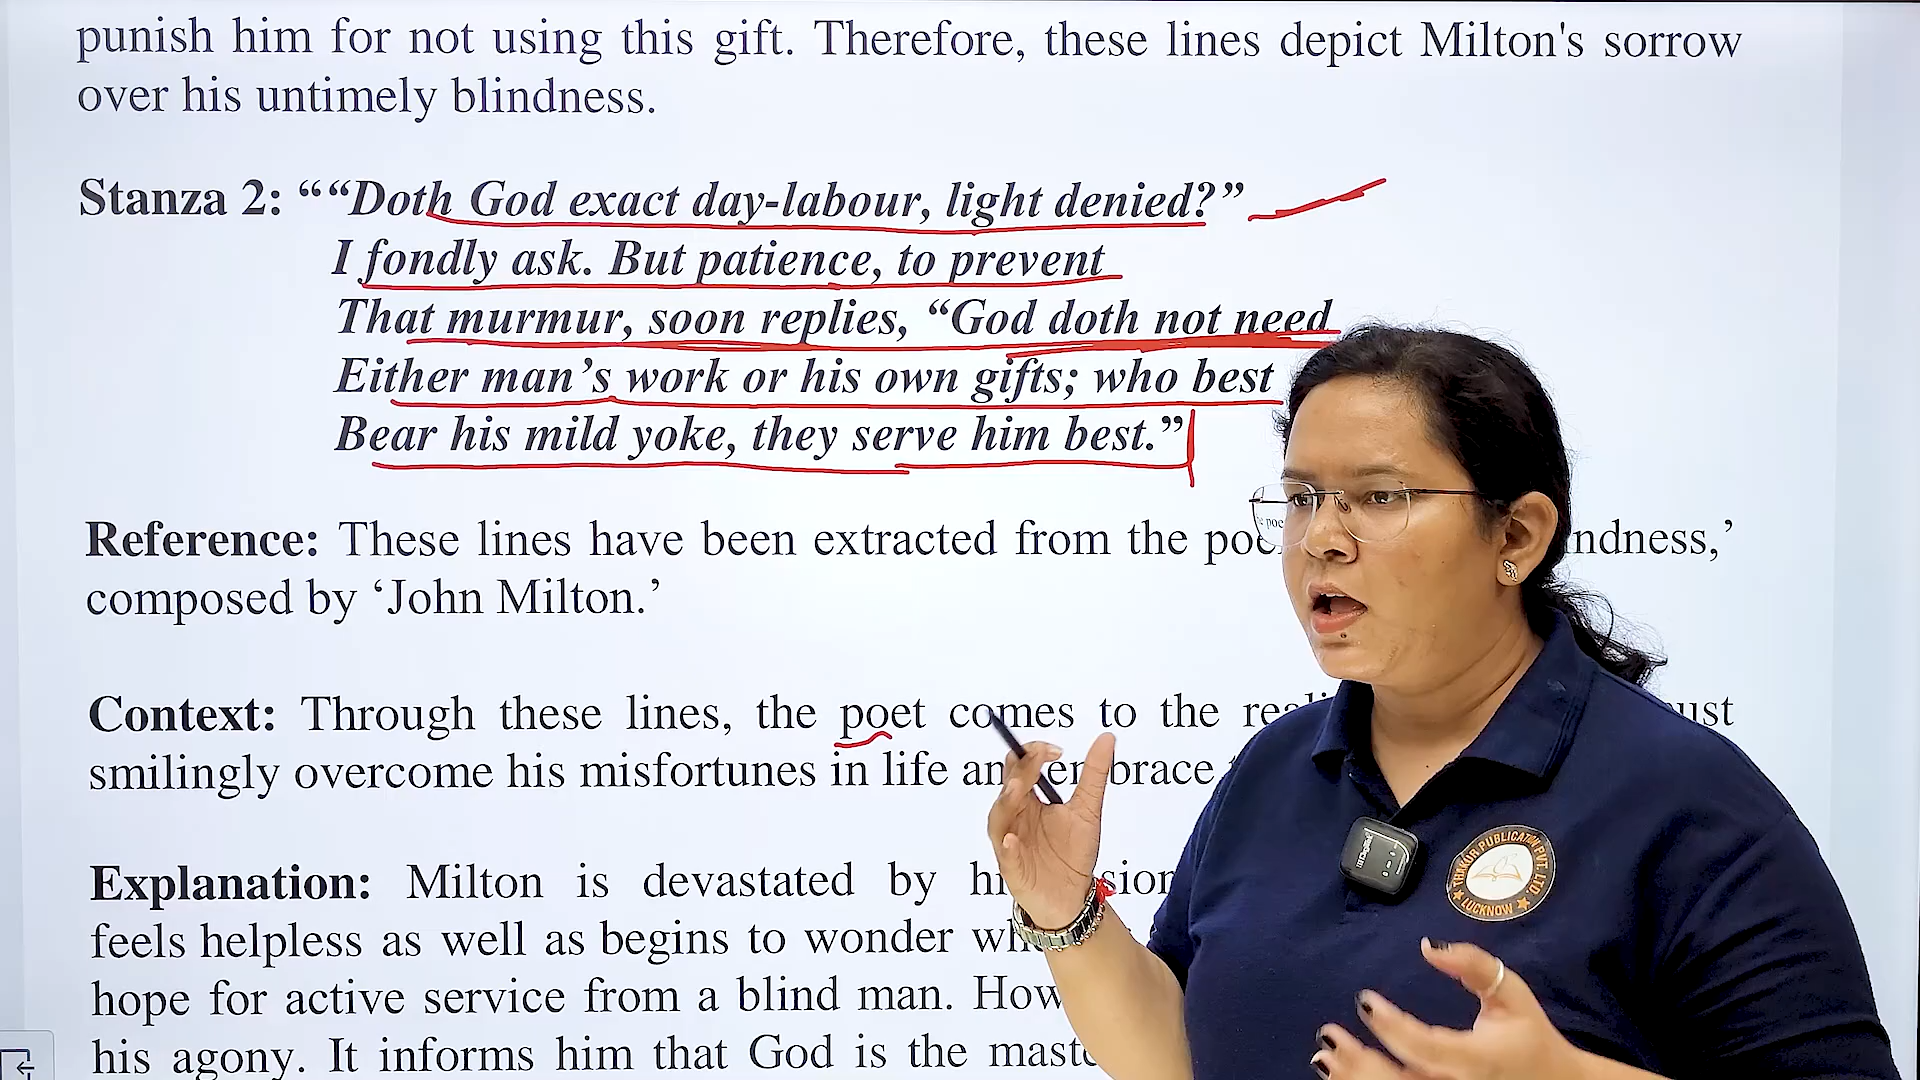 punish him for not using this gift. Therefore, these lines depict Milton's sorrow
over his untimely blindness.
Stanza 2: ““Doth God exact day-labour, light denied?”
I fondly ask. But patience, to prevent
That murmur, soon replies, “God doth not need
Either man’s work or his own gifts; who best
Bear his mild yoke, they serve him best.”
Reference: These lines have been extracted from the poe ndness,’
composed by ‘John Milton.’
Context: Through these lines, the poet comes to the ust
smilingly overcome his misfortunes in life an embrace
Explanation: Milton is devastated by sion
feels helpless as well as begins to wonder
hope for active service from a blind man. How
his agony. It informs him that God is the
THAKUR PUBLICATION PVT. LTD.
LUCKNOW